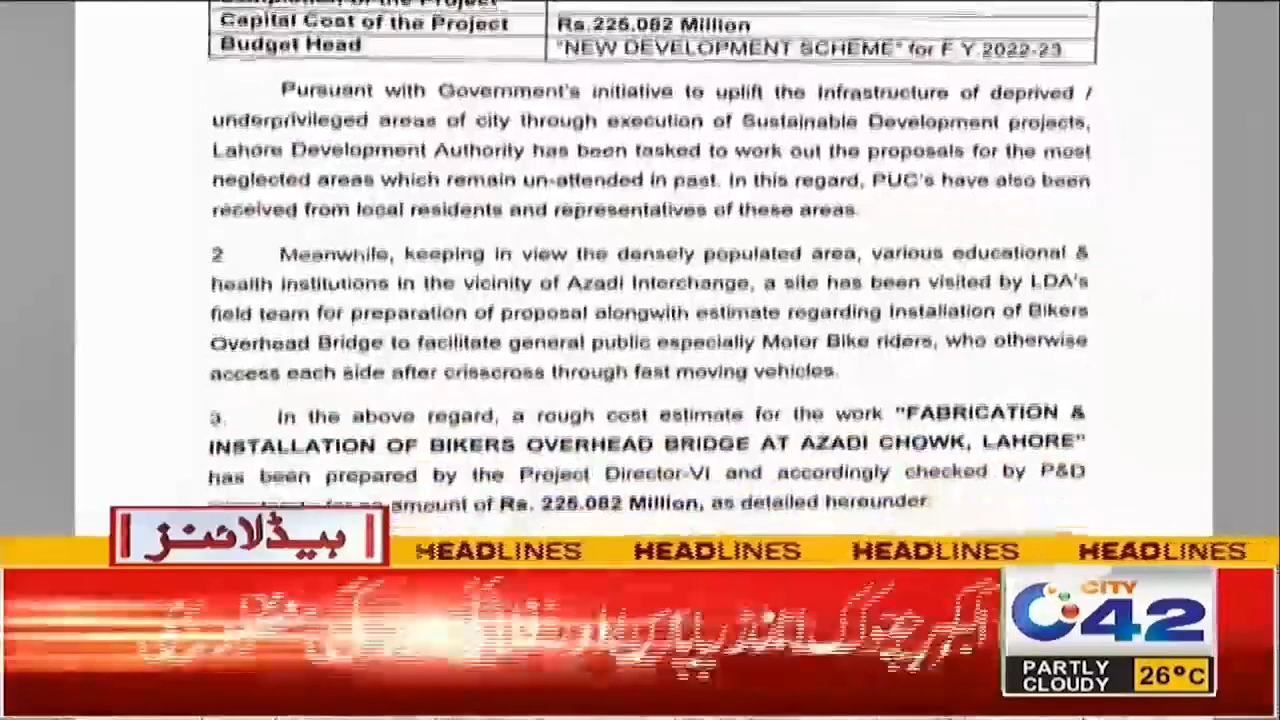 Capital Cost of the Project Rs.225.082 Million
Budget Head "NEW DEVELOPMENT SCHEME" for F Y 2022-23
Pursuant with Government's initiative to uplift the Infrastructure of deprived /
underprivileged areas of city through execution of Sustainable Development projects,
Lahore Development Authority has been tasked to work out the proposals for the most
neglected areas which remain un-attended in past. In this regard, PUC's have also been
received from local residents and representatives of these areas.
2 Meanwhile, keeping in view the densely populated area, various educational &
health institutions in the vicinity of Azadi Interchange, a site has been visited by LDA's
field team for preparation of proposal alongwith estimate regarding Installation of Bikers
Overhead Bridge to facilitate general public especially Motor Bike riders, who otherwise
access each side after crisscross through fast moving vehicles.
3. In the above regard, a rough cost estimate for the work "FABRICATION &
INSTALLATION OF BIKERS OVERHEAD BRIDGE AT AZADI CHOWK, LAHORE"
has been prepared by the Project Director-VI and accordingly checked by P&D
amount of Rs. 225.082 Million, as detailed hereunder.
ہیڈلائنز
HEADLINES HEADLINES HEADLINES HEADLINES
CITY
42
PARTLY
CLOUDY
26°C